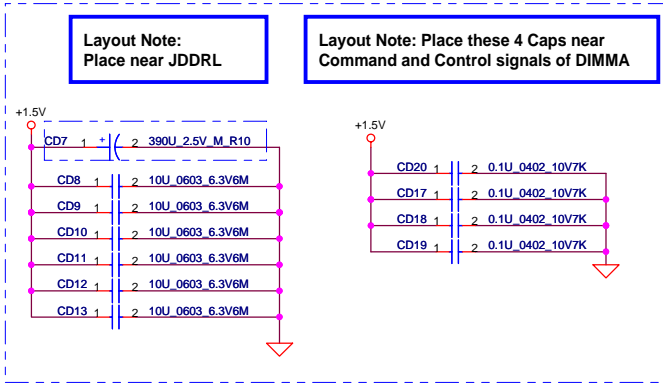 Layout Note:
Place near JDDRL
Layout Note: Place these 4 Caps near
Command and Control signals of DIMMA
+1.5V
CD7 1 + 2 390U_2.5V_M_R10
CD8 1 2 10U_0603_6.3V6M
CD9 1 2 10U_0603_6.3V6M
CD10 1 2 10U_0603_6.3V6M
CD11 1 2 10U_0603_6.3V6M
CD12 1 2 10U_0603_6.3V6M
CD13 1 2 10U_0603_6.3V6M
+1.5V
CD20 1 2 0.1U_0402_10V7K
CD17 1 2 0.1U_0402_10V7K
CD18 1 2 0.1U_0402_10V7K
CD19 1 2 0.1U_0402_10V7K